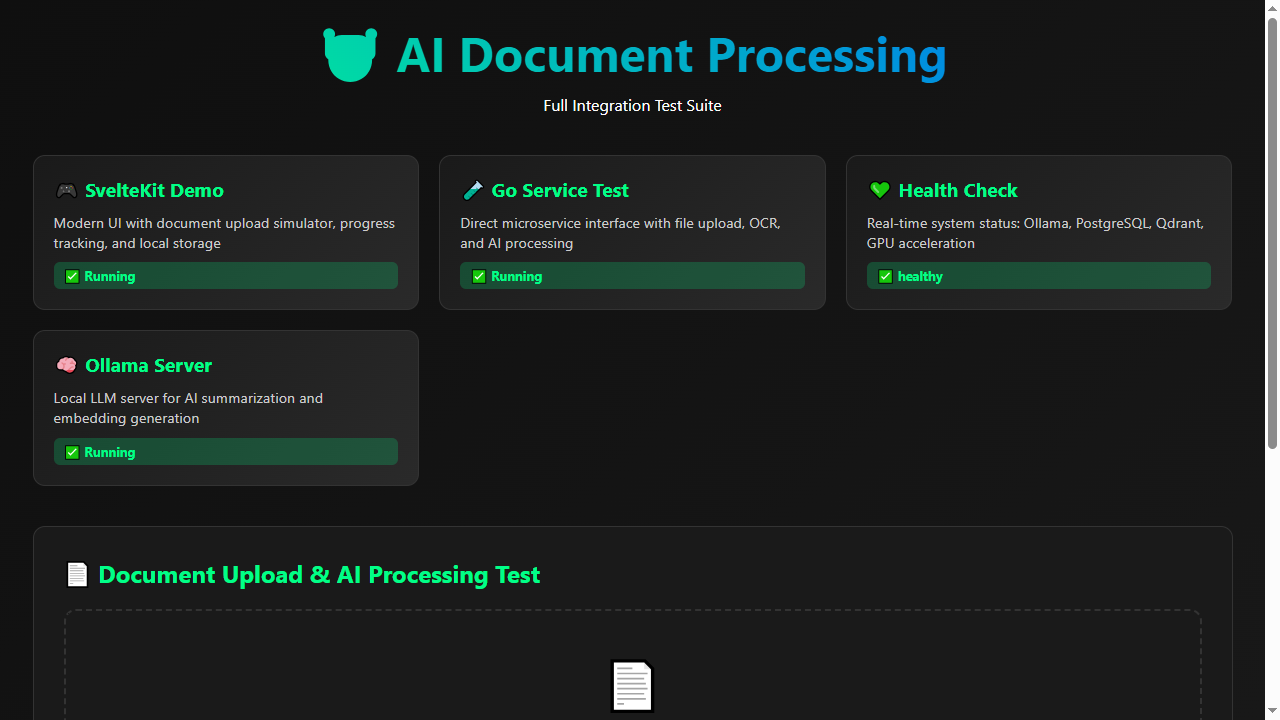 AI Document Processing
Full Integration Test Suite
🎮 SvelteKit Demo
Modern UI with document upload simulator, progress
tracking, and local storage
✅ Running
🧪 Go Service Test
Direct microservice interface with file upload, OCR,
and AI processing
✅ Running
💚 Health Check
Real-time system status: Ollama, PostgreSQL, Qdrant,
GPU acceleration
✅ healthy
🧠 Ollama Server
Local LLM server for AI summarization and
embedding generation
✅ Running
📄 Document Upload & AI Processing Test